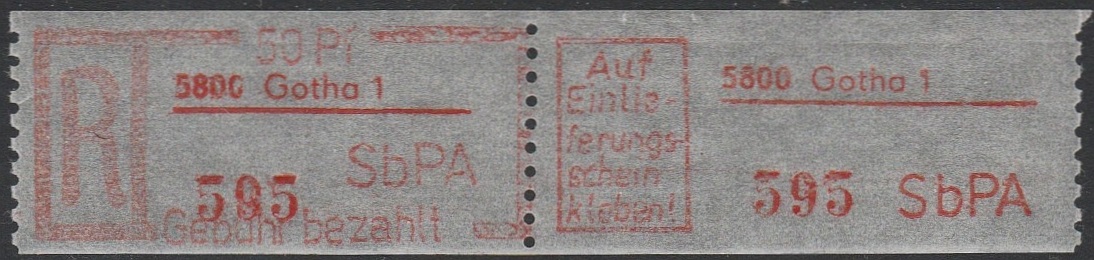 50 Pf
R
5800 Gotha 1
SbPA
595
Gebühr bezahlt
Auf
Einlie-
ferungs-
schein
kleben!
5800 Gotha 1
595 SbPA